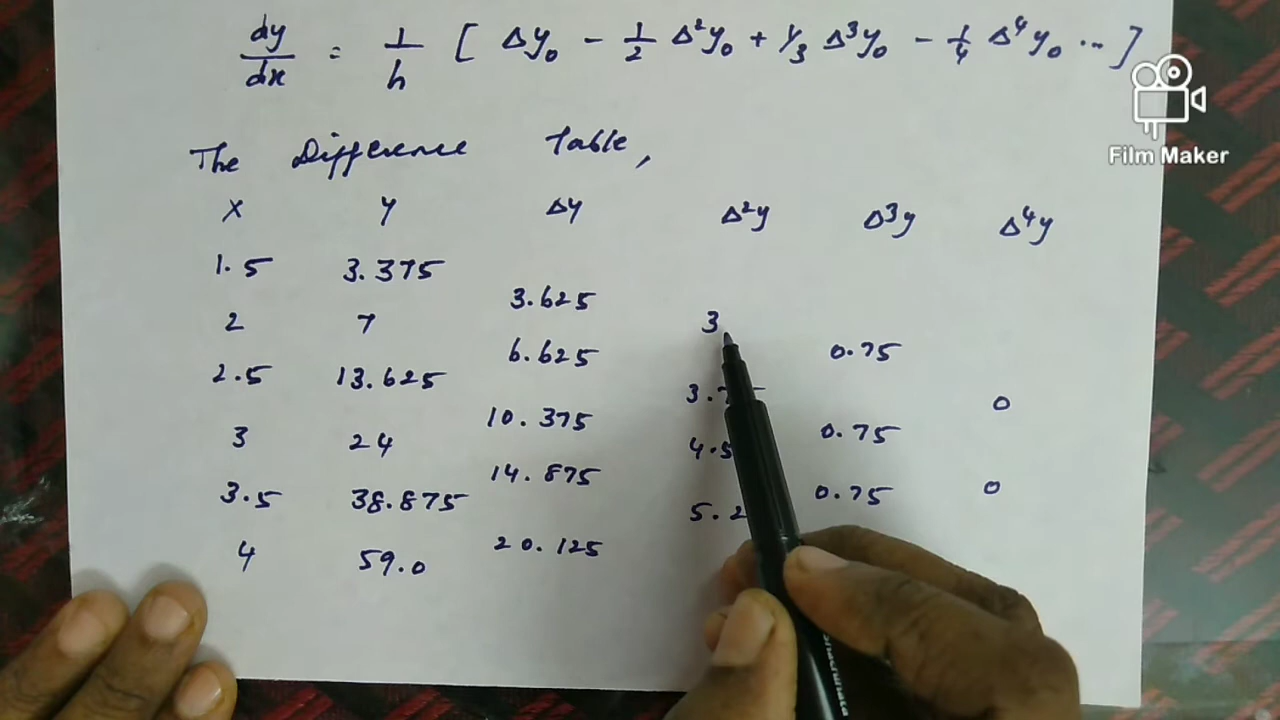 dy/dx = 1/h [ Δy₀ - 1/2 Δ²y₀ + 1/3 Δ³y₀ - 1/4 Δ⁴y₀ ... ]
Film Maker
The Difference Table,
x y Δy Δ²y Δ³y Δ⁴y
1.5 3.375
3.625
2 7 3
6.625 0.75
2.5 13.625 0
10.375 0.75
3 24
14.875 0.75 0
3.5 38.875
20.125
4 59.0